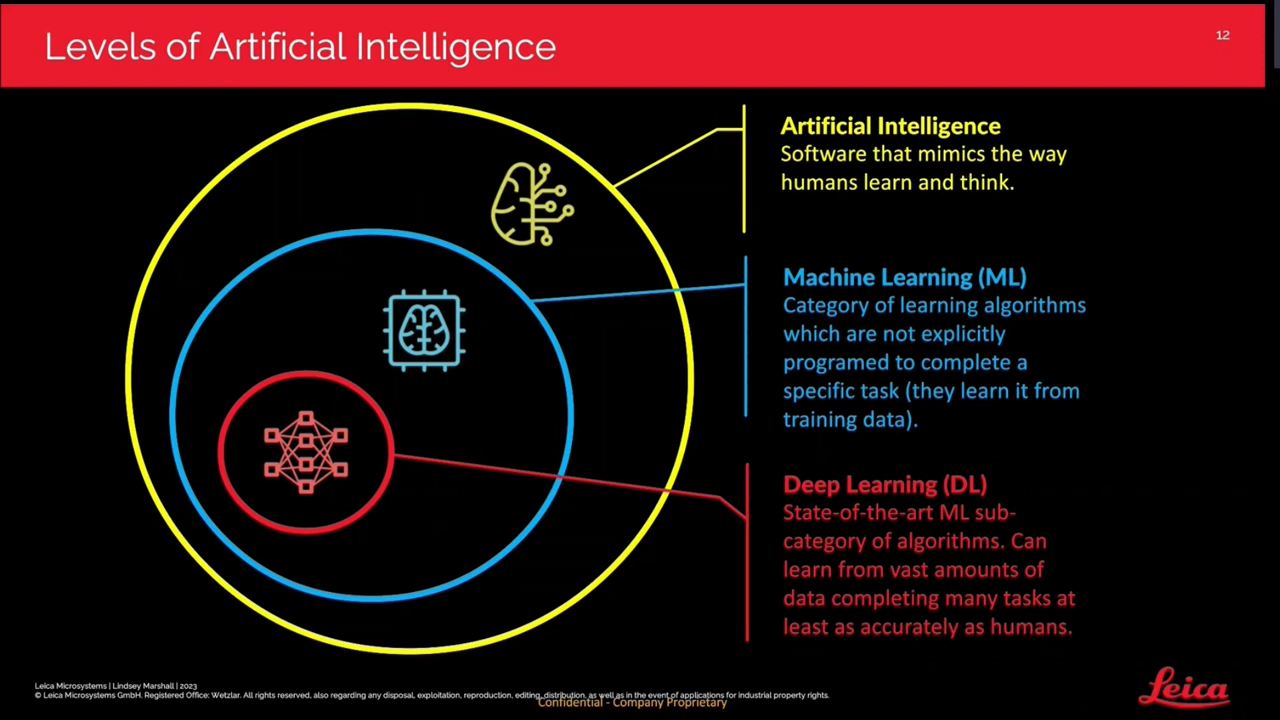 Levels of Artificial Intelligence
12
Artificial Intelligence
Software that mimics the way
humans learn and think.
Machine Learning (ML)
Category of learning algorithms
which are not explicitly
programed to complete a
specific task (they learn it from
training data).
Deep Learning (DL)
State-of-the-art ML sub-
category of algorithms. Can
learn from vast amounts of
data completing many tasks at
least as accurately as humans.
Leica Microsystems | Lindsey Marshall | 2023
© Leica Microsystems GmbH. Registered Office: Wetzlar. All rights reserved, also regarding any disposal, exploitation, reproduction, editing, distribution, as well as in the event of applications for industrial property rights.
Confidential - Company Proprietary
Leica